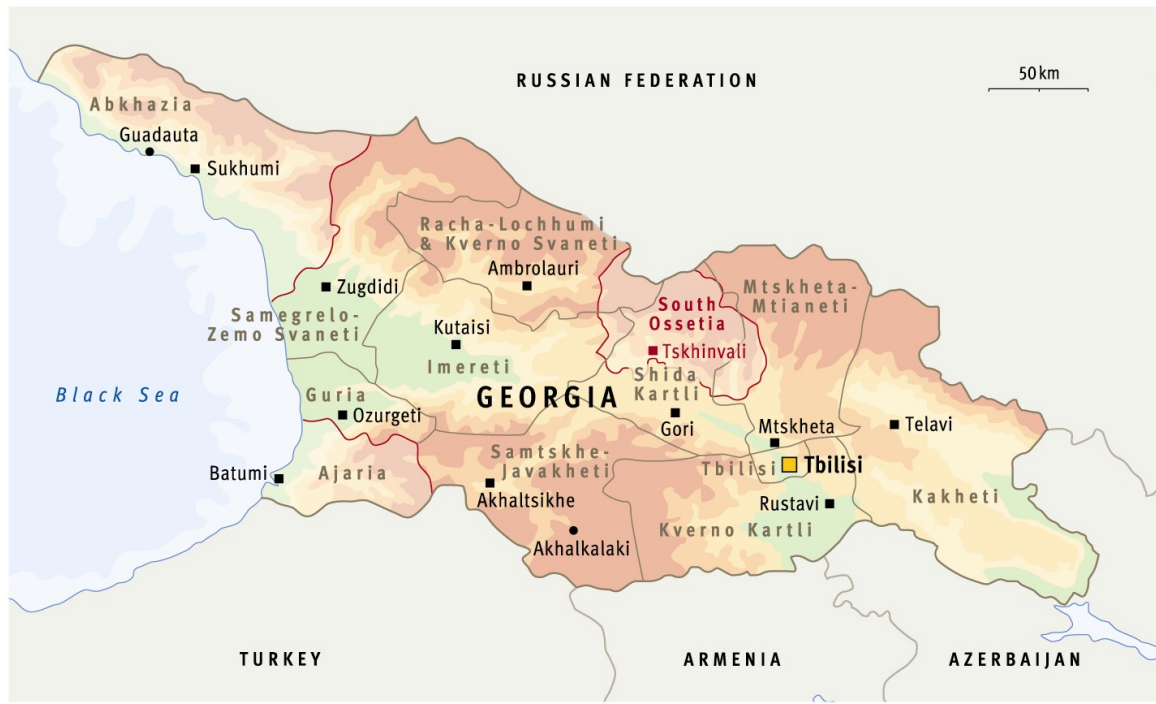 RUSSIAN FEDERATION
50 km
Abkhazia
Guadauta
Sukhumi
Racha-Lochhumi
& Kverno Svaneti
Ambrolauri
Zugdidi
Samegrelo-
Zemo Svaneti
Kutaisi
Imereti
South
Ossetia
Tskhinvali
Mtskheta-
Mtianeti
Shida
Kartli
Black Sea
Guria
Ozurgeti
GEORGIA
Gori
Mtskheta
Telavi
Batumi
Ajaria
Samtskhe-
Javakheti
Akhaltsikhe
Akhalkalaki
Tbilisi
Tbilisi
Rustavi
Kverno Kartli
Kakheti
TURKEY
ARMENIA
AZERBAIJAN